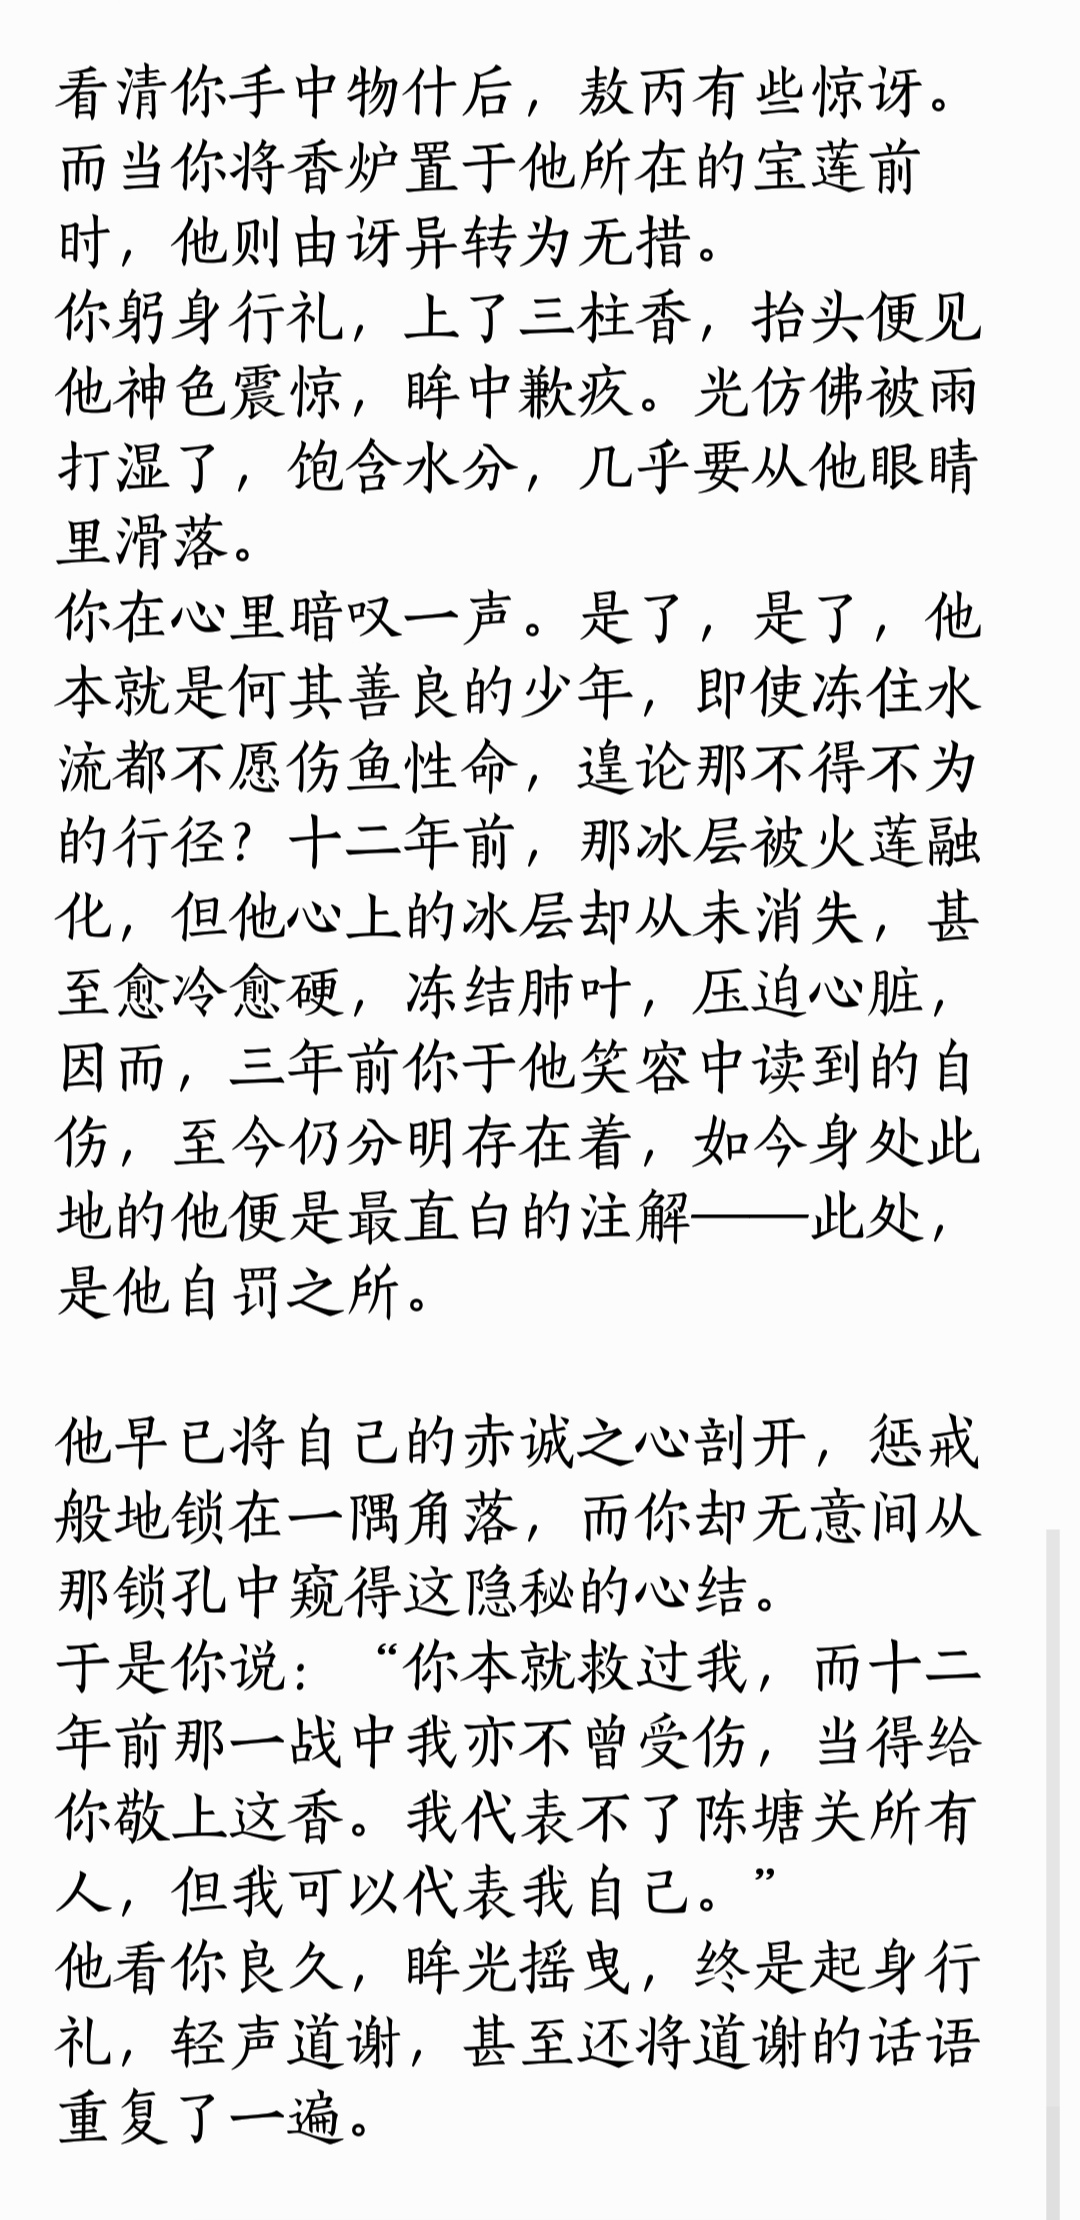 看清你手中物什后，敖丙有些惊讶。
而当你将香炉置于他所在的宝莲前
时，他则由讶异转为无措。
你躬身行礼，上了三柱香，抬头便见
他神色震惊，眸中歉疚。光仿佛被雨
打湿了，饱含水分，几乎要从他眼睛
里滑落。
你在心里暗叹一声。是了，是了，他
本就是何其善良的少年，即使冻住水
流都不愿伤鱼性命，遑论那不得不为
的行径？十二年前，那冰层被火莲融
化，但他心上的冰层却从未消失，甚
至愈冷愈硬，冻结肺叶，压迫心脏，
因而，三年前你于他笑容中读到的自
伤，至今仍分明存在着，如今身处此
地的他便是最直白的注解——此处，
是他自罚之所。
他早已将自己的赤诚之心剖开，惩戒
般地锁在一隅角落，而你却无意间从
那锁孔中窥得这隐秘的心结。
于是你说：“你本就救过我，而十二
年前那一战中我亦不曾受伤，当得给
你敬上这香。我代表不了陈塘关所有
人，但我可以代表我自己。”
他看你良久，眸光摇曳，终是起身行
礼，轻声道谢，甚至还将道谢的话语
重复了一遍。